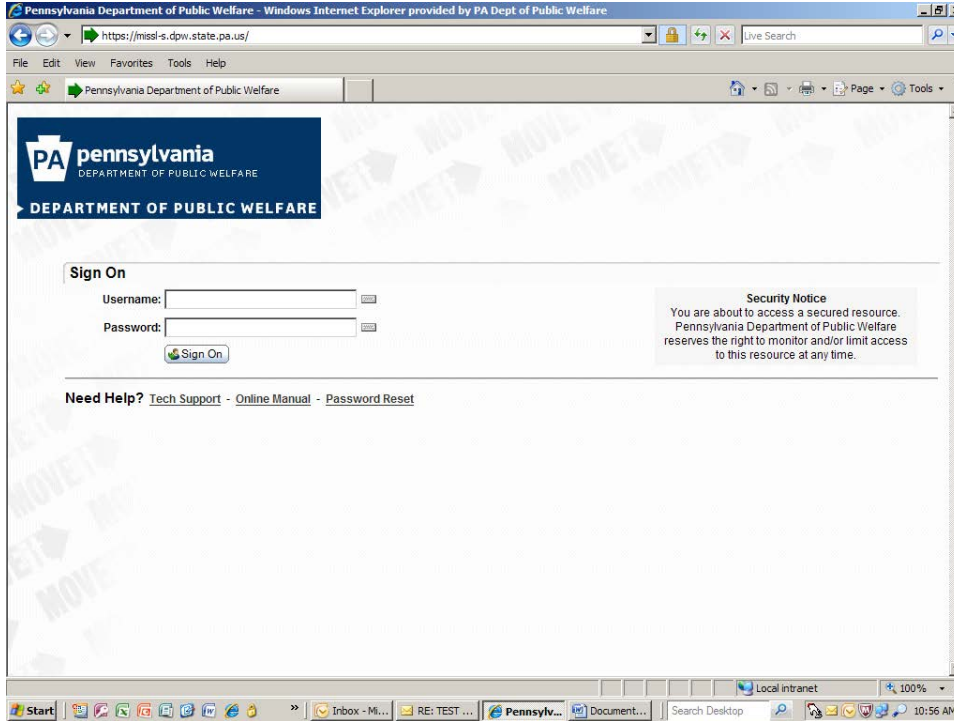 Pennsylvania Department of Public Welfare - Windows Internet Explorer provided by PA Dept of Public Welfare
https://missl-s.dpw.state.pa.us/
Live Search
File Edit View Favorites Tools Help
Pennsylvania Department of Public Welfare
Page Tools
PA pennsylvania
DEPARTMENT OF PUBLIC WELFARE
DEPARTMENT OF PUBLIC WELFARE
Sign On
Username:
Password:
Sign On
Security Notice
You are about to access a secured resource.
Pennsylvania Department of Public Welfare
reserves the right to monitor and/or limit access
to this resource at any time.
Need Help? Tech Support - Online Manual - Password Reset
Local intranet 100%
Start » Inbox - Mi... RE: TEST ... Pennsylv... Document... Search Desktop 10:56 AM